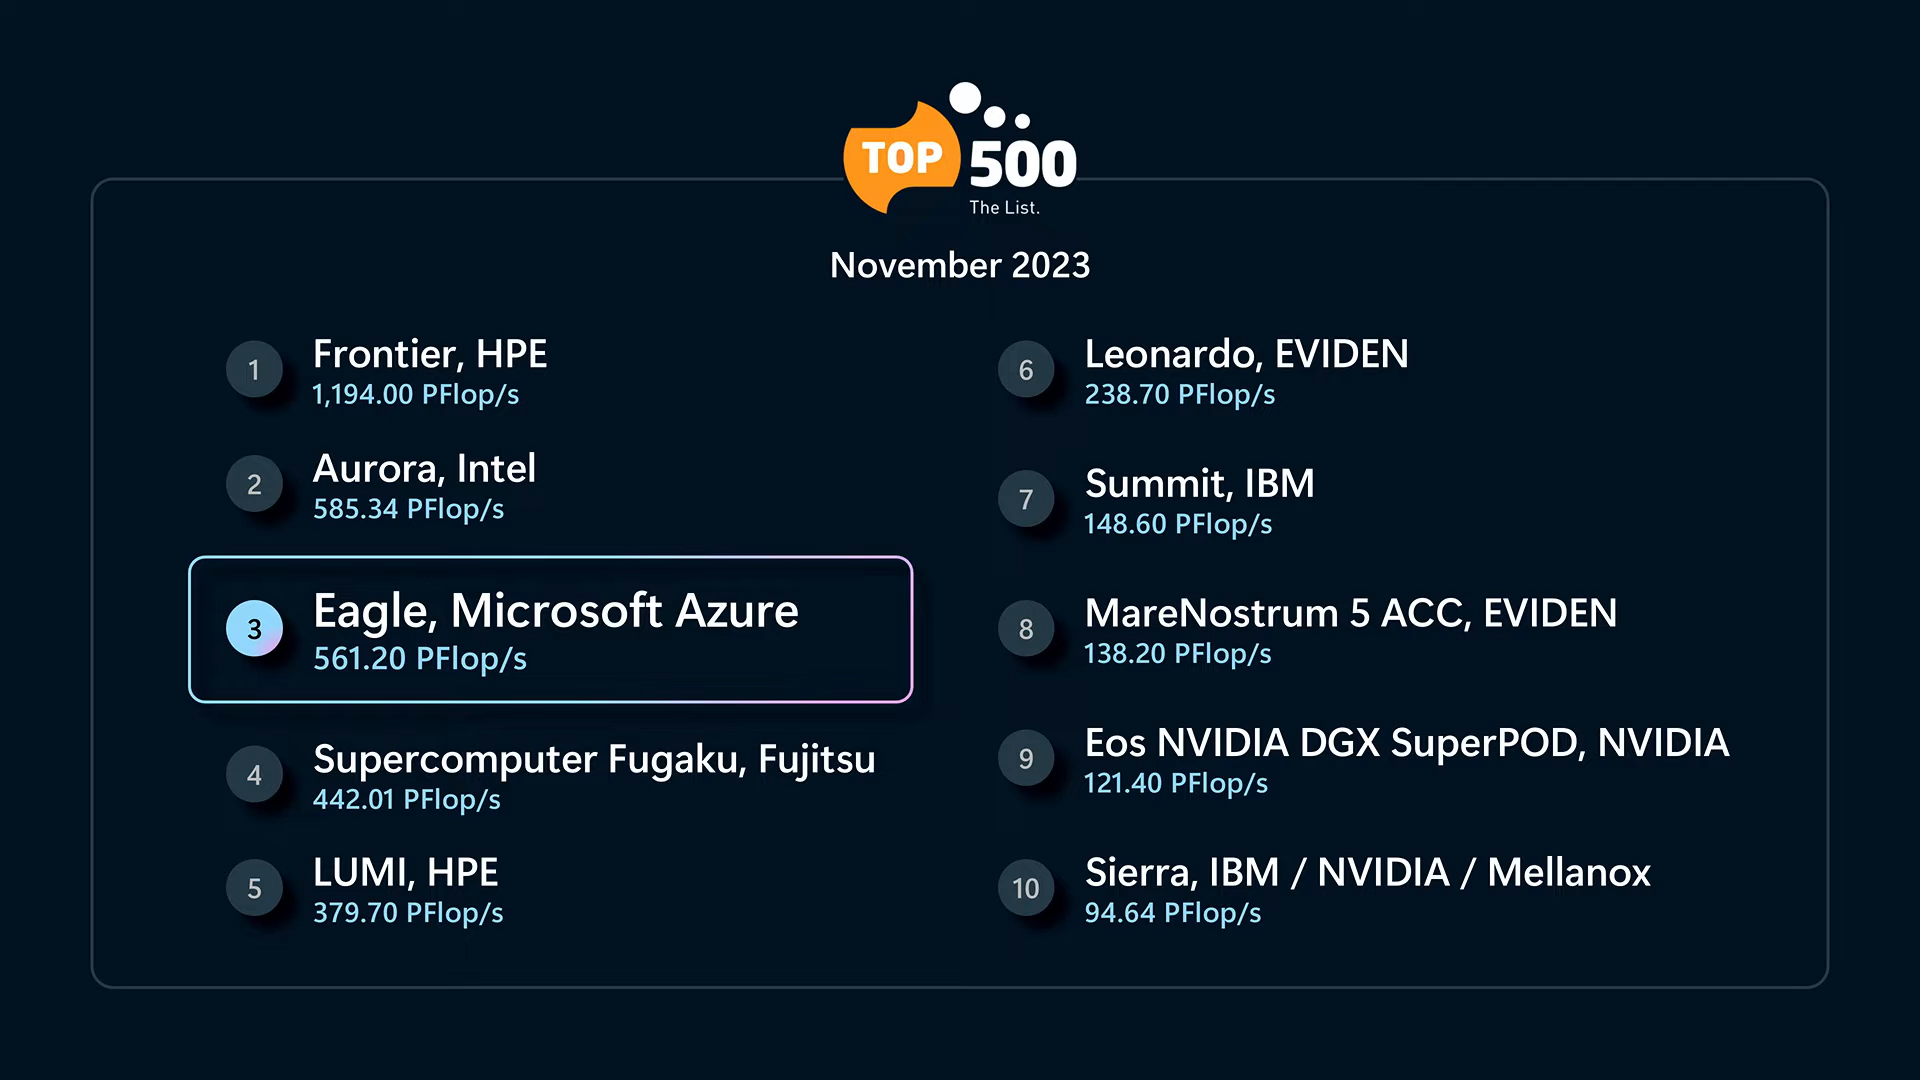 TOP 500
The List.
November 2023
1
Frontier, HPE
1,194.00 PFlop/s
2
Aurora, Intel
585.34 PFlop/s
3
Eagle, Microsoft Azure
561.20 PFlop/s
4
Supercomputer Fugaku, Fujitsu
442.01 PFlop/s
5
LUMI, HPE
379.70 PFlop/s
6
Leonardo, EVIDEN
238.70 PFlop/s
7
Summit, IBM
148.60 PFlop/s
8
MareNostrum 5 ACC, EVIDEN
138.20 PFlop/s
9
Eos NVIDIA DGX SuperPOD, NVIDIA
121.40 PFlop/s
10
Sierra, IBM / NVIDIA / Mellanox
94.64 PFlop/s